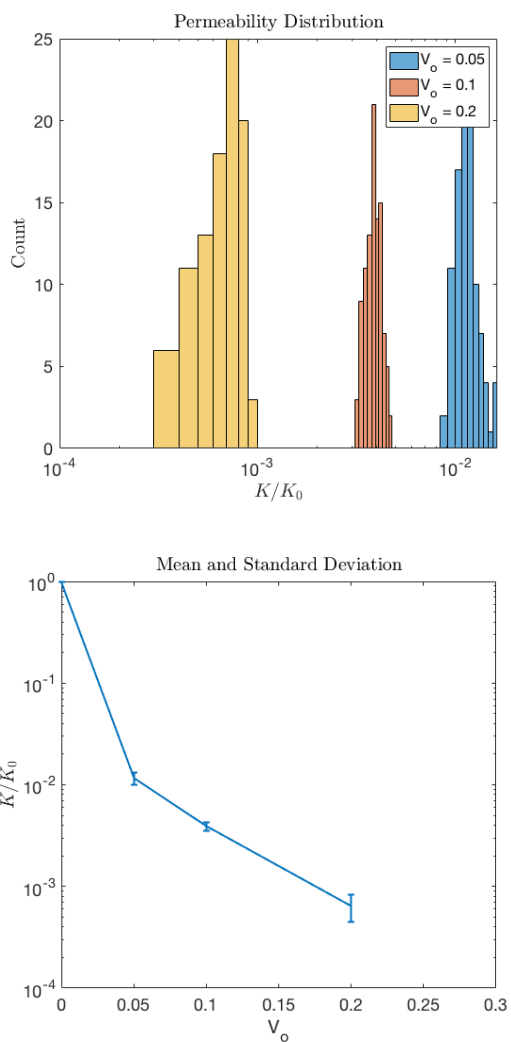 Permeability Distribution
25
20
15
10
5
0
Count
V_o = 0.05
V_o = 0.1
V_o = 0.2
10^-4
10^-3
10^-2
K/K_0
Mean and Standard Deviation
10^0
10^-1
10^-2
10^-3
10^-4
K/K_0
0
0.05
0.1
0.15
0.2
0.25
0.3
V_o